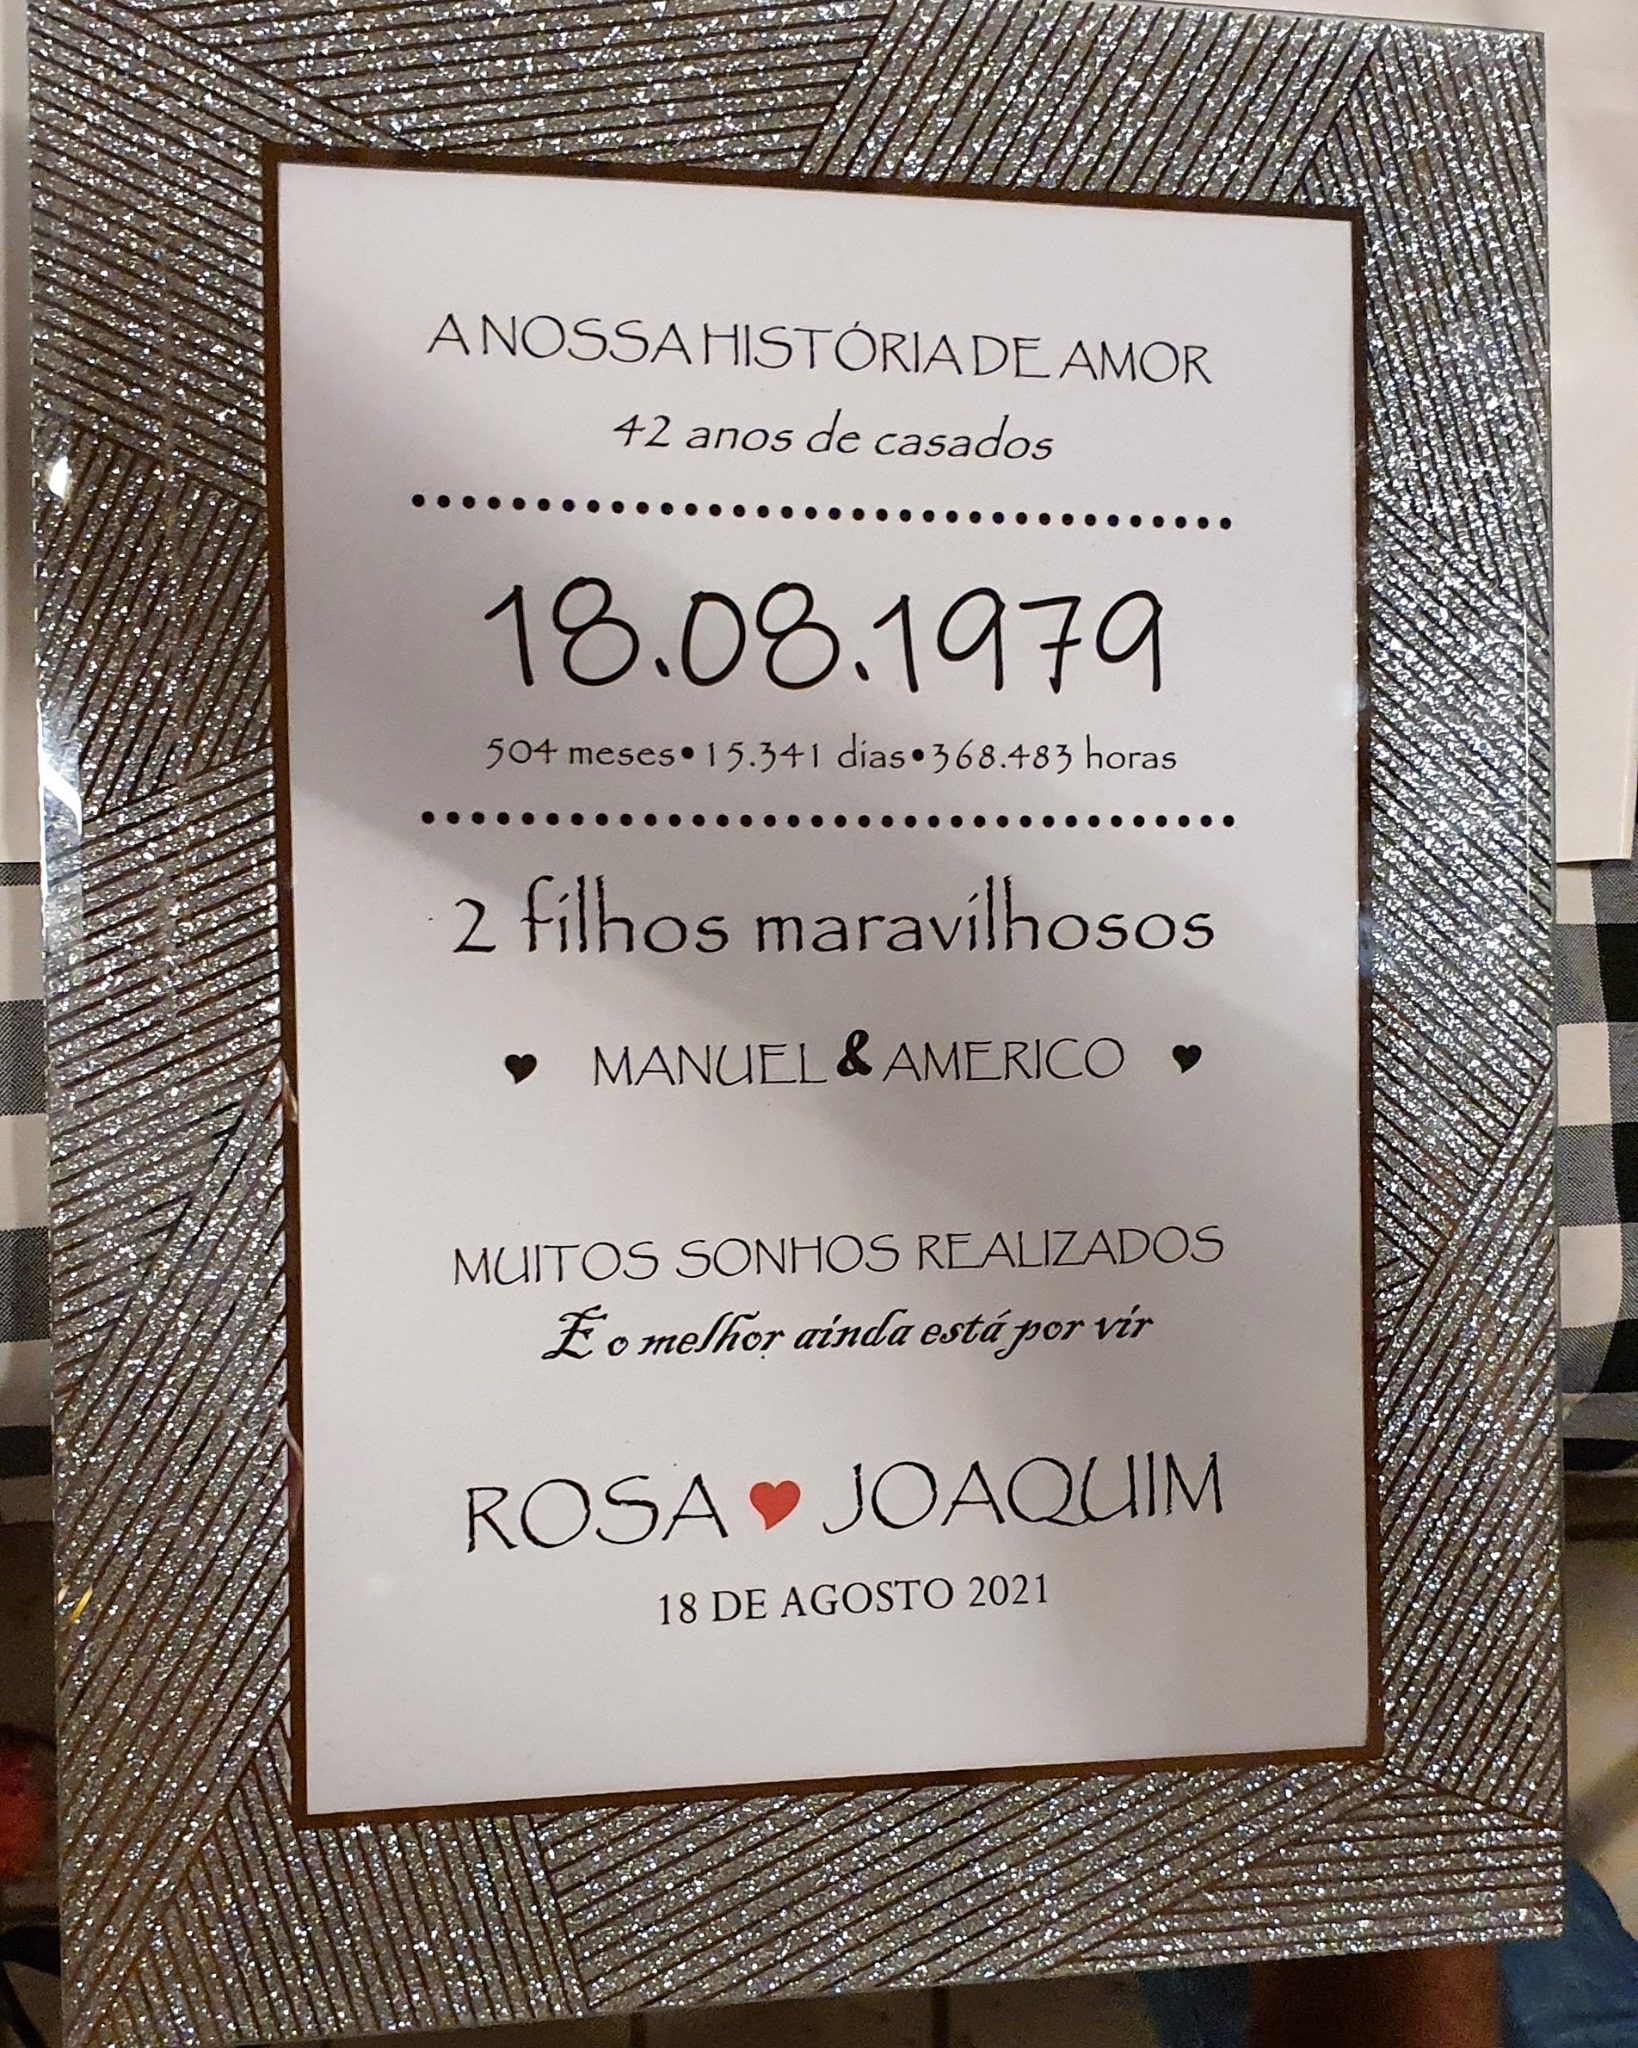 A NOSSA HISTÓRIA DE AMOR
42 anos de casados
18.08.1979
504 meses•15.341 dias•368.483 horas
2 filhos maravilhosos
♥ MANUEL & AMERICO ♥
MUITOS SONHOS REALIZADOS
E o melhor ainda está por vir
ROSA ♥ JOAQUIM
18 DE AGOSTO 2021